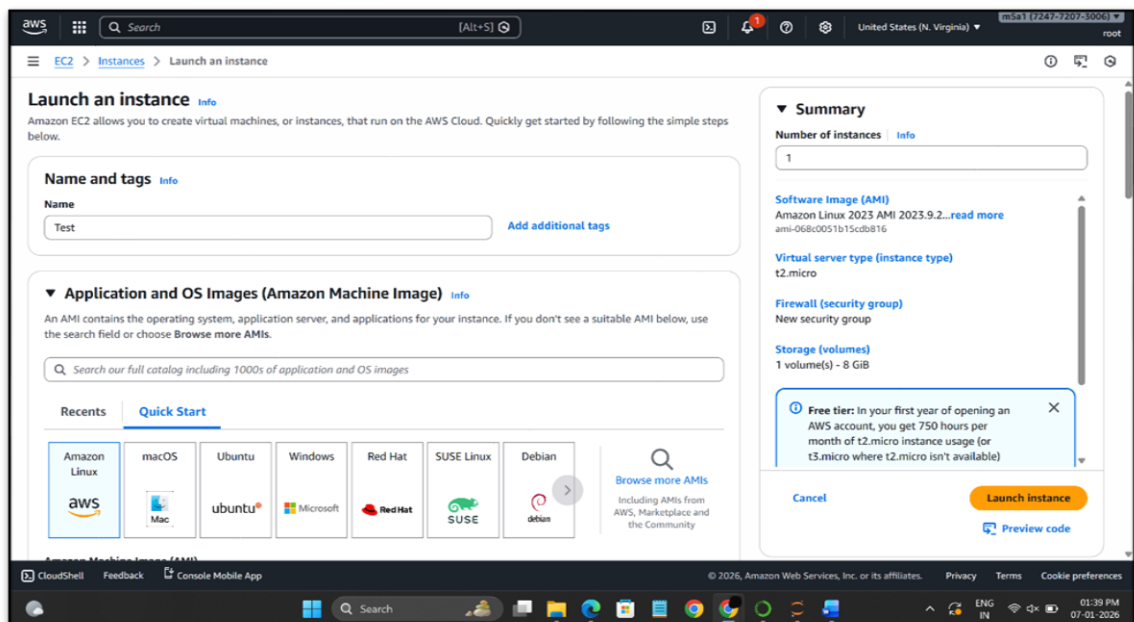 aws
Search [Alt+S]
United States (N. Virginia) ▼
m5a1 (7247-7207-3006) ▼
root
1
EC2 > Instances > Launch an instance
Launch an instance Info
Amazon EC2 allows you to create virtual machines, or instances, that run on the AWS Cloud. Quickly get started by following the simple steps
below.
Name and tags Info
Name
Test
Add additional tags
▼ Application and OS Images (Amazon Machine Image) Info
An AMI contains the operating system, application server, and applications for your instance. If you don't see a suitable AMI below, use
the search field or choose Browse more AMIs.
Search our full catalog including 1000s of application and OS images
Recents
Quick Start
Amazon
Linux
aws
macOS
Mac
Ubuntu
ubuntu
Windows
Microsoft
Red Hat
RedHat
SUSE Linux
SUSE
Debian
debian
Browse more AMIs
Including AMIs from
AWS, Marketplace and
the Community
Amazon Machine Image (AMI)
▼ Summary
Number of instances Info
1
Software Image (AMI)
Amazon Linux 2023 AMI 2023.9.2...read more
ami-068c0051b15cdb816
Virtual server type (instance type)
t2.micro
Firewall (security group)
New security group
Storage (volumes)
1 volume(s) - 8 GiB
Free tier: In your first year of opening an
AWS account, you get 750 hours per
month of t2.micro instance usage (or
t3.micro where t2.micro isn't available)
Cancel
Launch instance
Preview code
CloudShell Feedback Console Mobile App
© 2026, Amazon Web Services, Inc. or its affiliates. Privacy Terms Cookie preferences
Search
ENG
IN
01:39 PM
07-01-2026